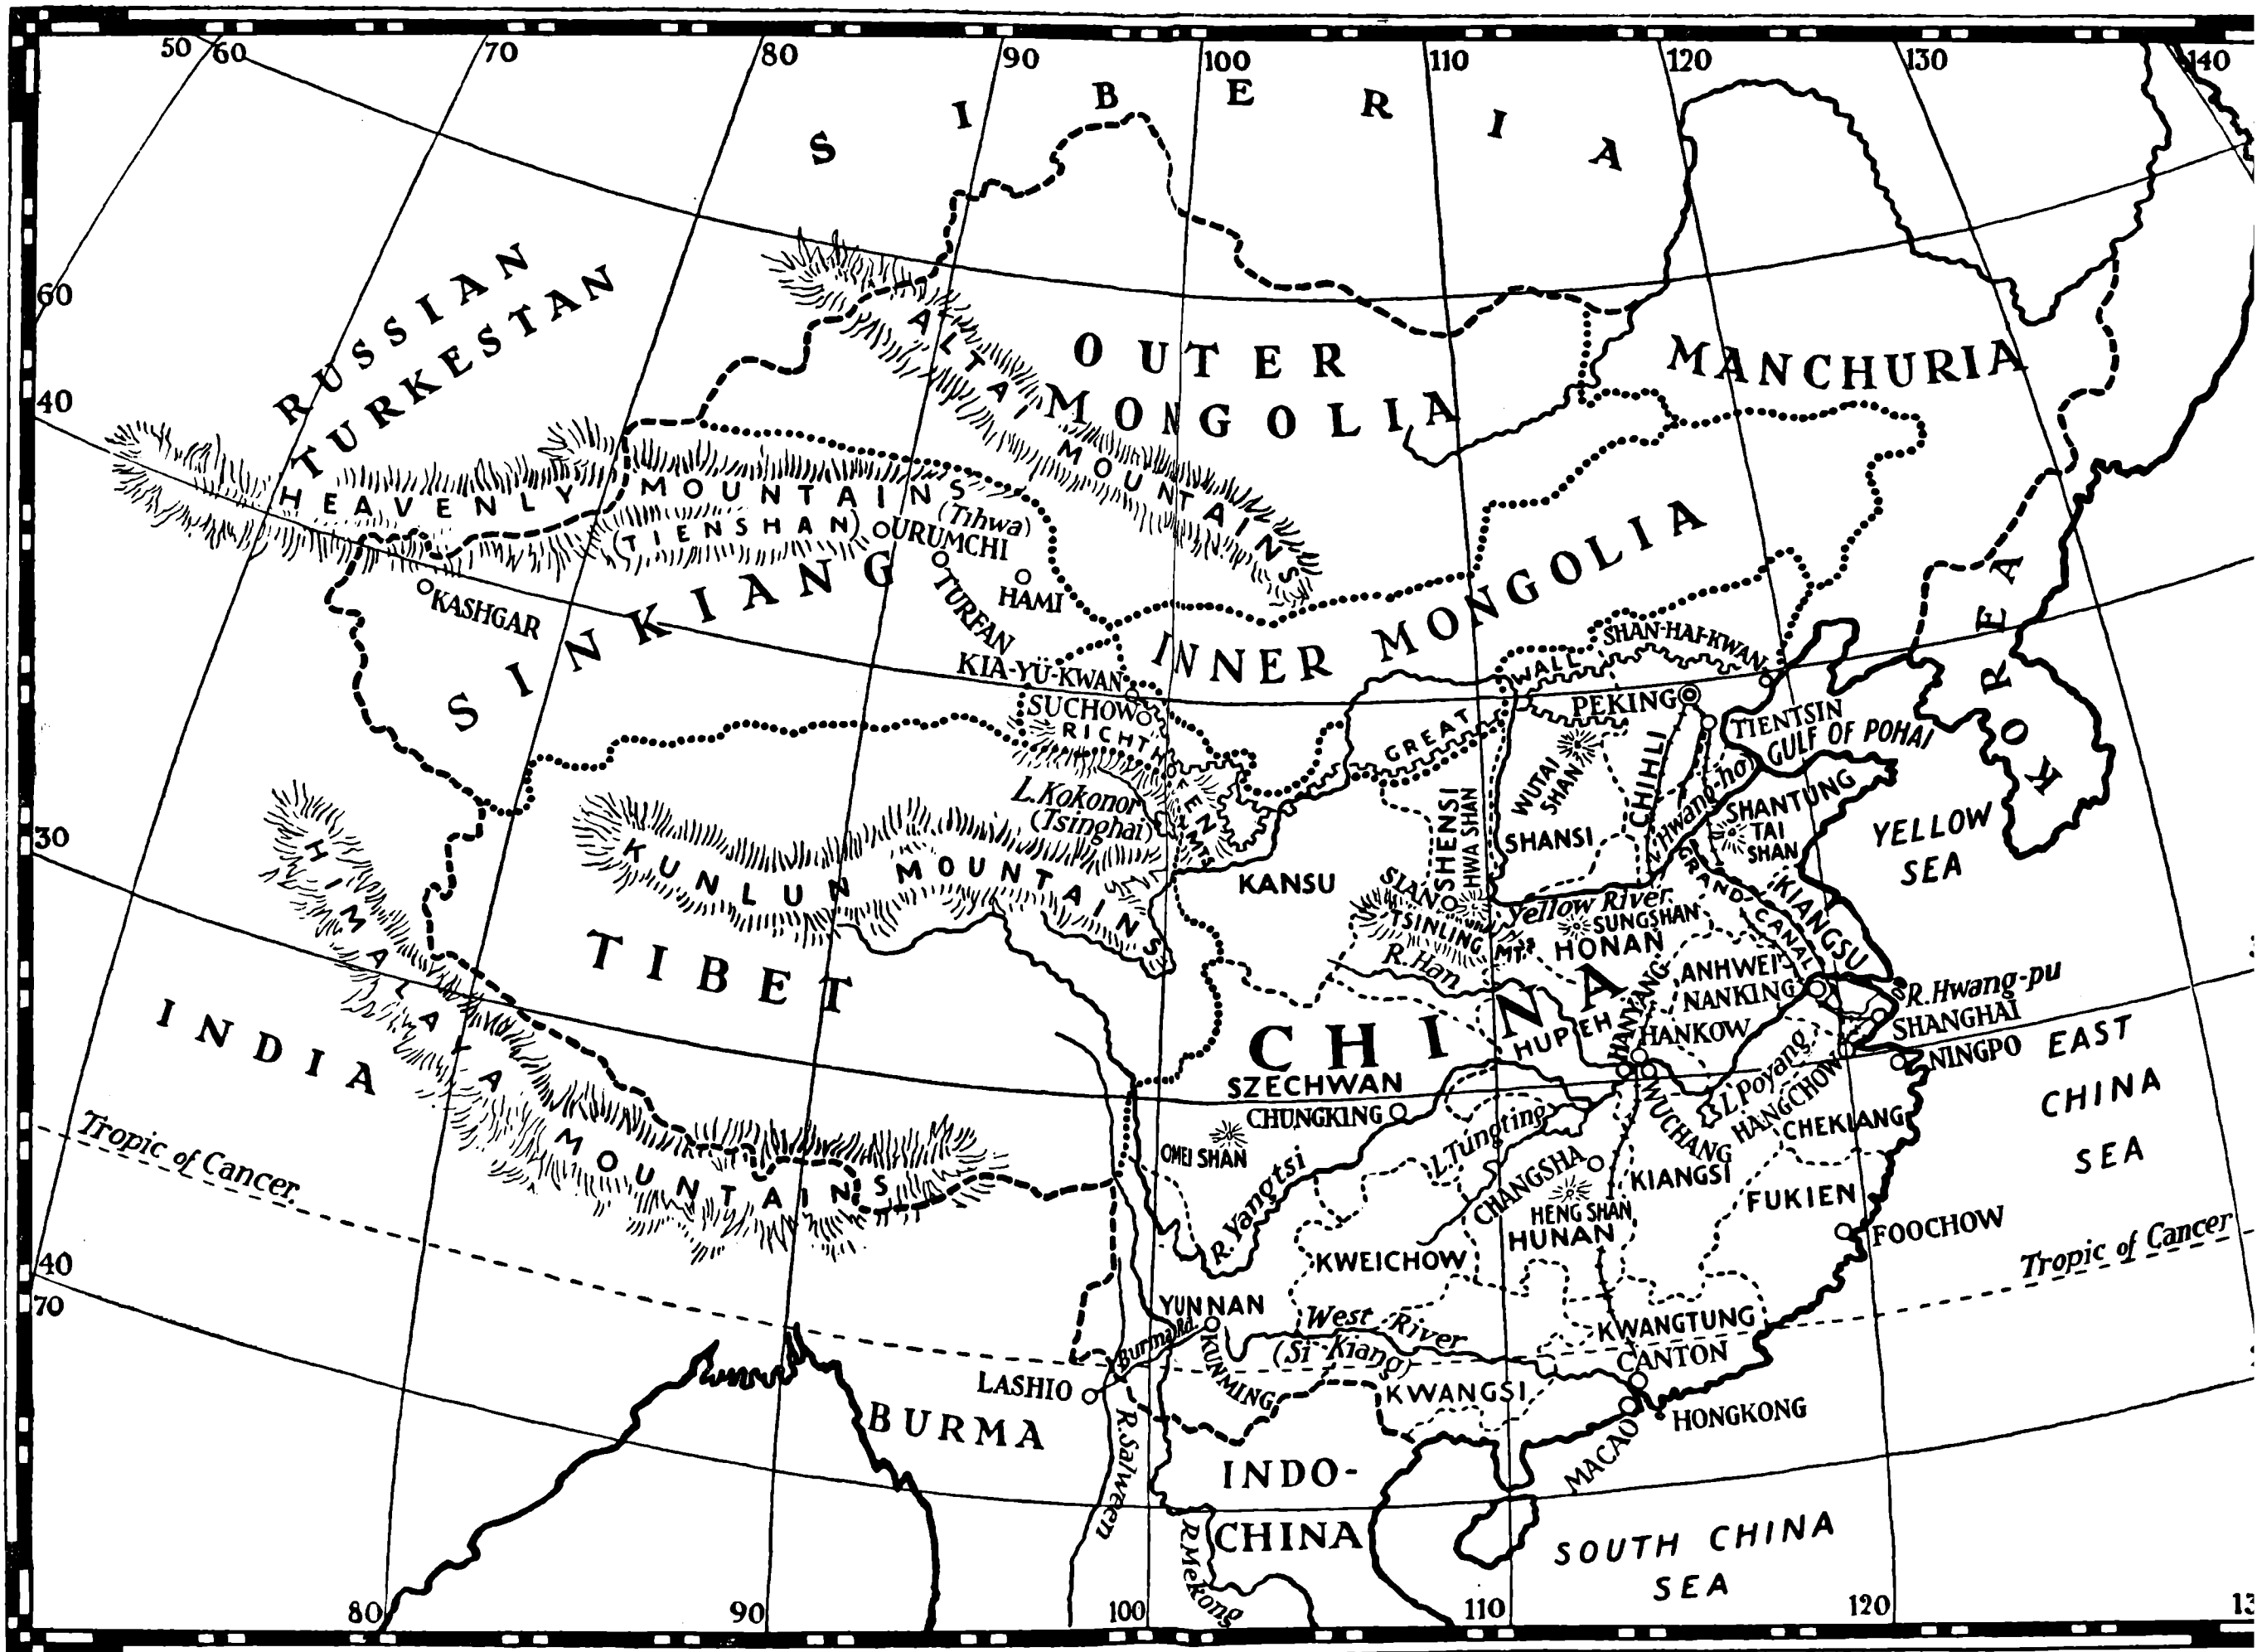 50
60
70
80
90
100
110
120
130
140
SIBERIA
60
RUSSIAN
TURKESTAN
40
ALTAI MOUNTAINS
OUTER
MONGOLIA
MANCHURIA
HEAVENLY MOUNTAINS
(TIENSHAN)
(Tihwa)
URUMCHI
KASHGAR
TURFAN
HAMI
SINKIANG
INNER MONGOLIA
KIA-YÜ-KWAN
SUCHOW
RICHTHOFEN MTS
GREAT WALL
SHAN-HAI-KWAN
PEKING
TIENTSIN
GULF OF POHAI
KOREA
L.Kokonor
(Tsinghai)
WUTAI
SHAN
CHIHLI
Hwang-ho
SHANTUNG
TAI
SHAN
SHENSI
HWA SHAN
SHANSI
YELLOW
SEA
30
HIMALAYA MOUNTAINS
KUNLUN MOUNTAINS
KANSU
SIAN
TSINLING MTS
Yellow River
SUNGSHAN
HONAN
GRAND CANAL
KIANGSU
TIBET
R.Han
ANHWEI
NANKING
R.Hwang-pu
SHANGHAI
NINGPO
INDIA
CHINA
HUPEH
HANYANG
HANKOW
WUCHANG
L.Poyang
HANGCHOW
CHEKIANG
EAST
CHINA
SEA
SZECHWAN
CHUNGKING
OMEI SHAN
R.Yangtsi
L.Tungting
CHANGSHA
HENG SHAN
HUNAN
KIANGSI
FUKIEN
FOOCHOW
Tropic of Cancer
Tropic of Cancer
40
70
KWEICHOW
YUNNAN
Burma Rd.
KUNMING
West River
(Si-Kiang)
KWANGTUNG
CANTON
KWANGSI
HONGKONG
MACAO
LASHIO
BURMA
R.Salween
INDO-
CHINA
R.Mekong
SOUTH CHINA
SEA
80
90
100
110
120
13